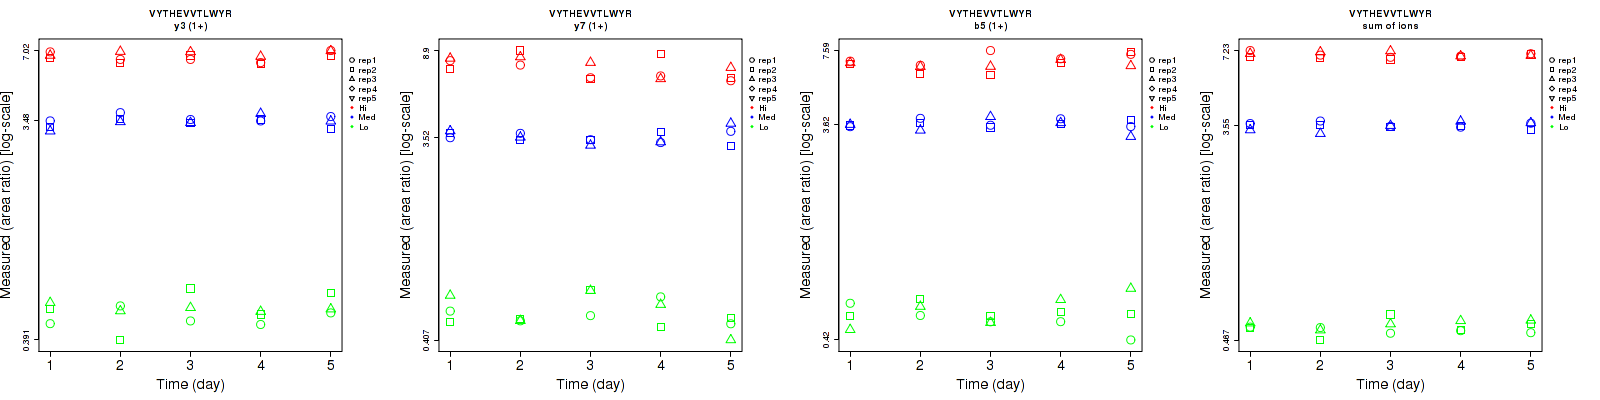 VYTHEVVTLWYR
y3 (1+)
Measured (area ratio) [log-scale]
7.02
3.48
0.391
1 2 3 4 5
Time (day)
rep1
rep2
rep3
rep4
rep5
Hi
Med
Lo
VYTHEVVTLWYR
y7 (1+)
Measured (area ratio) [log-scale]
8.9
3.52
0.407
1 2 3 4 5
Time (day)
rep1
rep2
rep3
rep4
rep5
Hi
Med
Lo
VYTHEVVTLWYR
b5 (1+)
Measured (area ratio) [log-scale]
7.59
3.62
0.42
1 2 3 4 5
Time (day)
rep1
rep2
rep3
rep4
rep5
Hi
Med
Lo
VYTHEVVTLWYR
sum of ions
Measured (area ratio) [log-scale]
7.23
3.55
0.467
1 2 3 4 5
Time (day)
rep1
rep2
rep3
rep4
rep5
Hi
Med
Lo